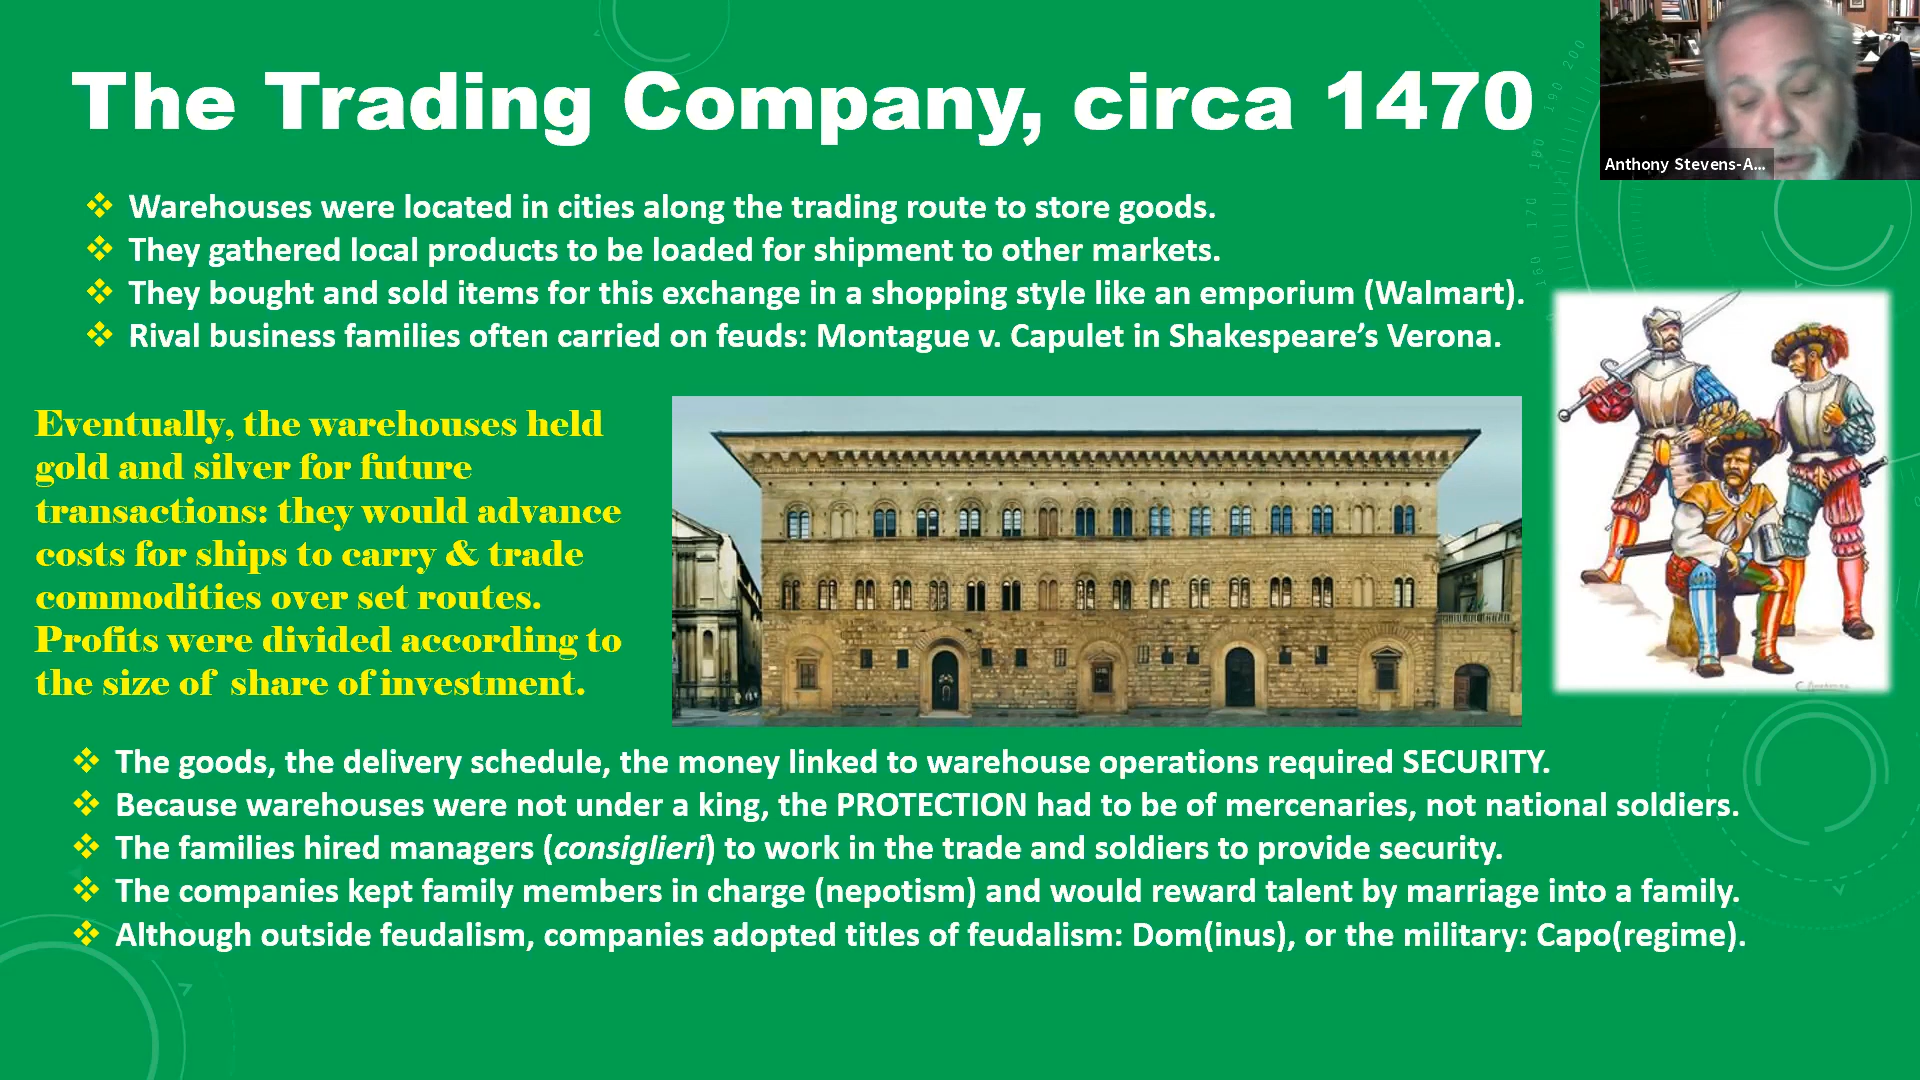 The Trading Company, circa 1470
Anthony Stevens-A...
❖ Warehouses were located in cities along the trading route to store goods.
❖ They gathered local products to be loaded for shipment to other markets.
❖ They bought and sold items for this exchange in a shopping style like an emporium (Walmart).
❖ Rival business families often carried on feuds: Montague v. Capulet in Shakespeare’s Verona.
Eventually, the warehouses held
gold and silver for future
transactions: they would advance
costs for ships to carry & trade
commodities over set routes.
Profits were divided according to
the size of share of investment.
❖ The goods, the delivery schedule, the money linked to warehouse operations required SECURITY.
❖ Because warehouses were not under a king, the PROTECTION had to be of mercenaries, not national soldiers.
❖ The families hired managers (consiglieri) to work in the trade and soldiers to provide security.
❖ The companies kept family members in charge (nepotism) and would reward talent by marriage into a family.
❖ Although outside feudalism, companies adopted titles of feudalism: Dom(inus), or the military: Capo(regime).
160 170 180 190 200